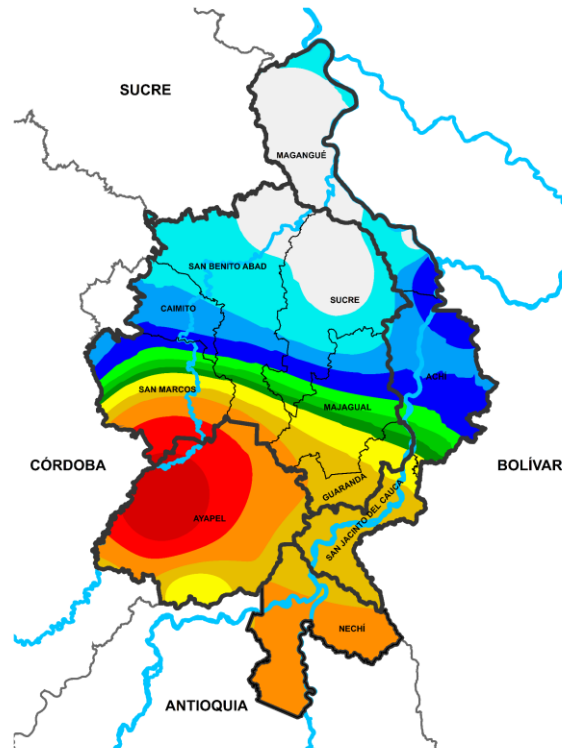 SUCRE
MAGANGUÉ
SAN BENITO ABAD
SUCRE
CAIMITO
ACHÍ
SAN MARCOS
MAJAGUAL
CÓRDOBA
BOLÍVAR
GUARANDA
SAN JACINTO DEL CAUCA
AYAPEL
NECHÍ
ANTIOQUIA